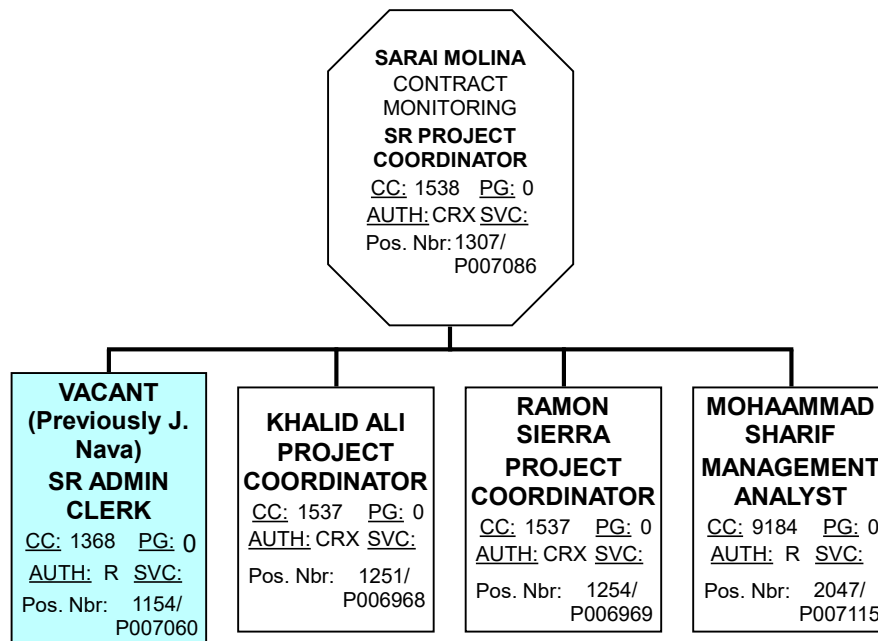 SARAI MOLINA
CONTRACT
MONITORING
SR PROJECT
COORDINATOR
CC: 1538 PG: 0
AUTH: CRX SVC:
Pos. Nbr: 1307/
P007086
VACANT
(Previously J.
Nava)
SR ADMIN
CLERK
CC: 1368 PG: 0
AUTH: R SVC:
Pos. Nbr: 1154/
P007060
KHALID ALI
PROJECT
COORDINATOR
CC: 1537 PG: 0
AUTH: CRX SVC:
Pos. Nbr: 1251/
P006968
RAMON
SIERRA
PROJECT
COORDINATOR
CC: 1537 PG: 0
AUTH: CRX SVC:
Pos. Nbr: 1254/
P006969
MOHAAMMAD
SHARIF
MANAGEMENT
ANALYST
CC: 9184 PG: 0
AUTH: R SVC:
Pos. Nbr: 2047/
P007115